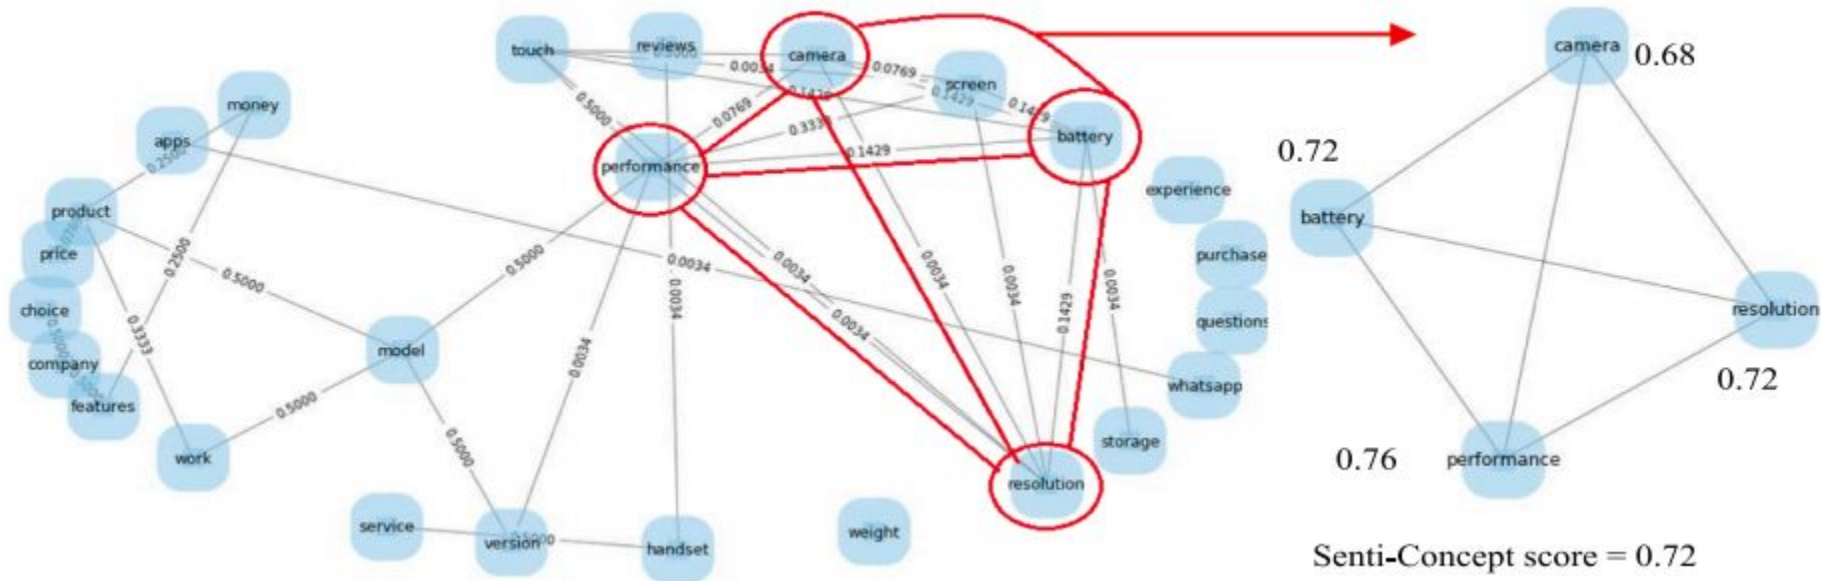 touch
reviews
camera
screen
battery
performance
money
apps
product
price
choice
company
features
work
model
service
version
handset
weight
resolution
storage
whatsapp
questions
purchase
experience
0.0034
0.0769
0.1429
0.5000
0.0769
0.3333
0.1429
0.1429
0.2500
0.2500
0.5000
0.3333
0.5000
0.0034
0.0034
0.0034
0.0034
0.0034
0.0034
0.0034
0.1429
0.0034
0.5000
0.5000
camera
0.68
0.72
battery
resolution
0.72
0.76
performance
Senti-Concept score = 0.72